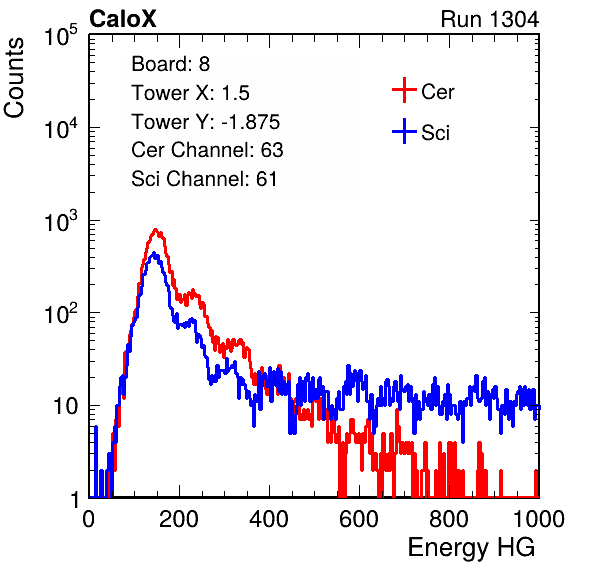 CaloX Run 1304
Counts
10^5
10^4
10^3
10^2
10
1
Board: 8
Tower X: 1.5
Tower Y: -1.875
Cer Channel: 63
Sci Channel: 61
Cer
Sci
0 200 400 600 800 1000
Energy HG